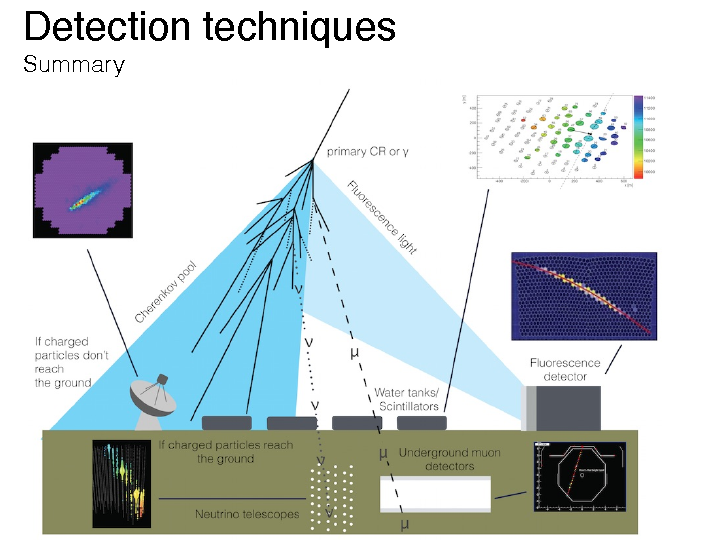 Detection techniques
Summary
primary CR or γ
Fluorescence light
Cherenkov pool
ν
ν
μ
ν
If charged
particles don't
reach
the ground
Fluorescence
detector
Water tanks/
Scintillators
If charged particles reach
the ground
ν
μ
Underground muon
detectors
Neutrino telescopes
ν
μ